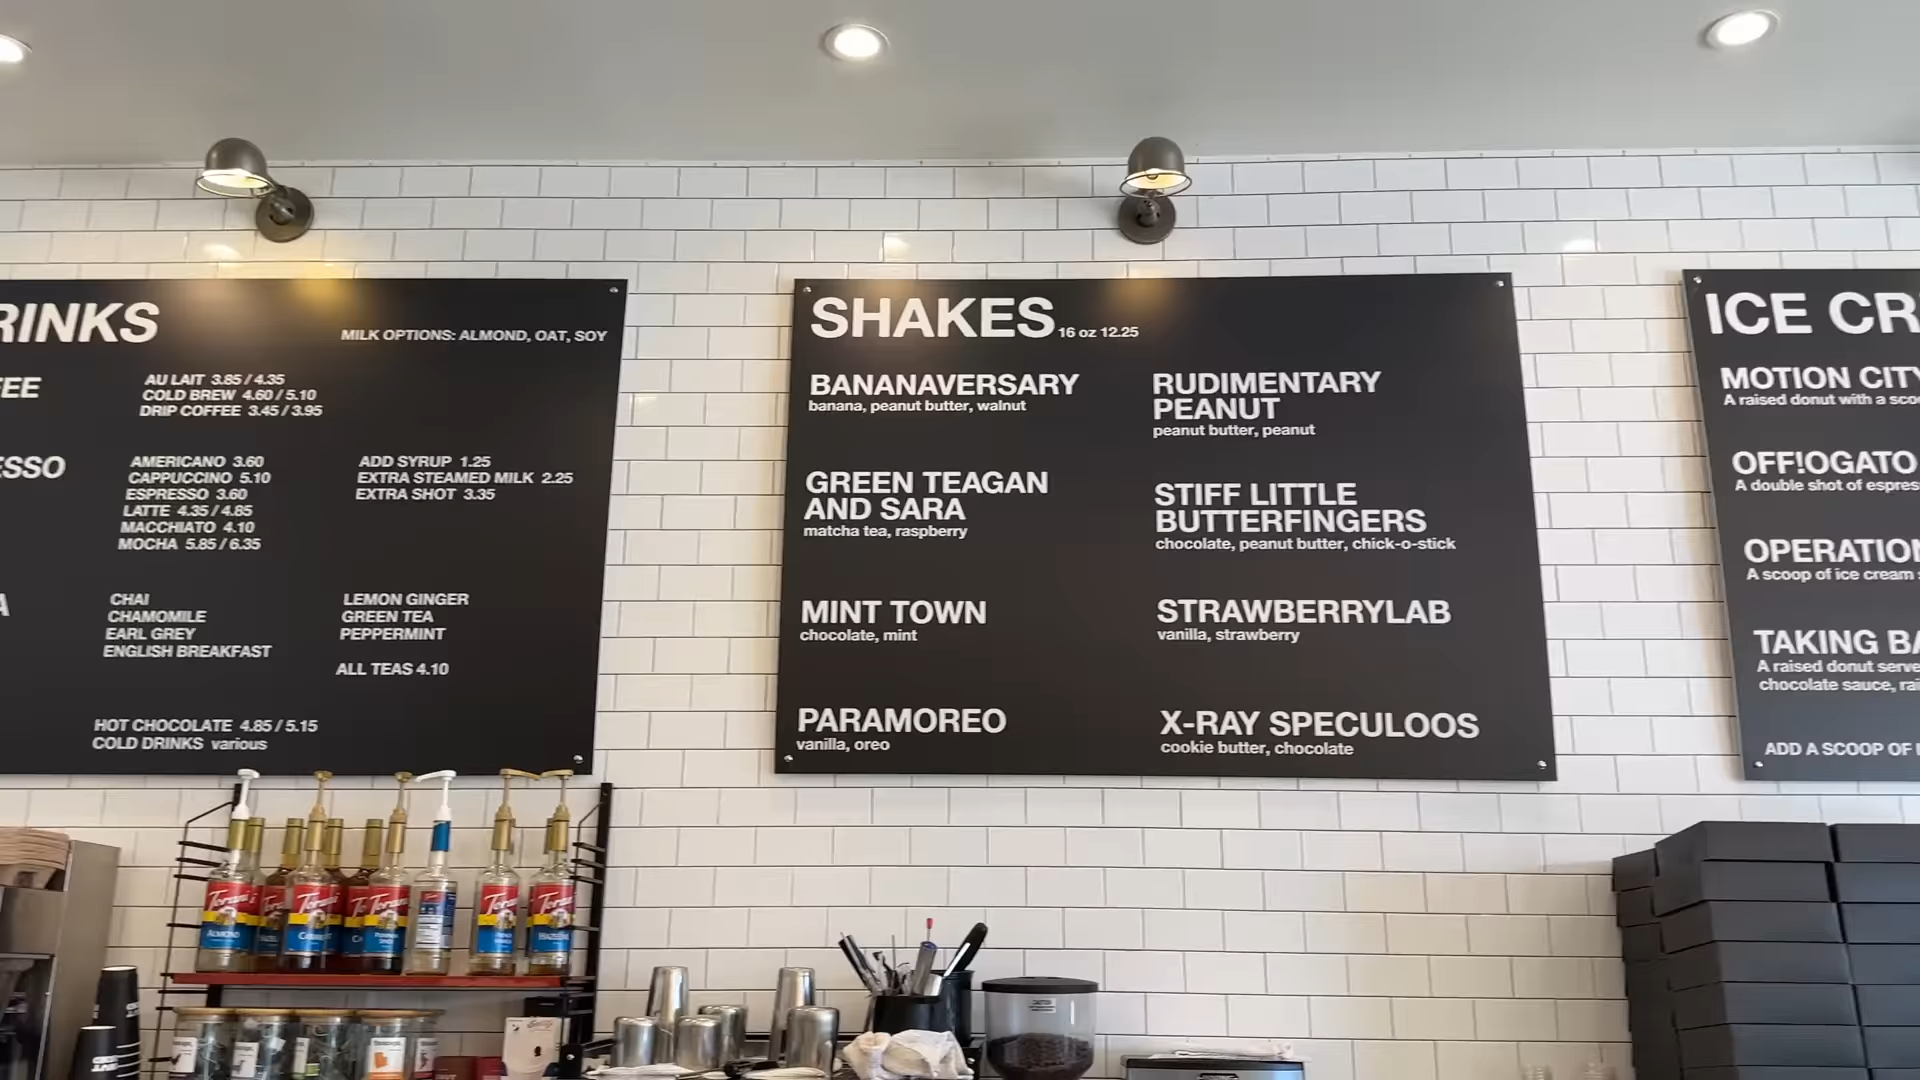 RINKS
MILK OPTIONS: ALMOND, OAT, SOY
AU LAIT 3.85 / 4.35
COLD BREW 4.60 / 5.10
DRIP COFFEE 3.45 / 3.95
AMERICANO 3.60
CAPPUCCINO 5.10
ESPRESSO 3.60
LATTE 4.35 / 4.85
MACCHIATO 4.10
MOCHA 5.85 / 6.35
ADD SYRUP 1.25
EXTRA STEAMED MILK 2.25
EXTRA SHOT 3.35
CHAI
CHAMOMILE
EARL GREY
ENGLISH BREAKFAST
LEMON GINGER
GREEN TEA
PEPPERMINT
ALL TEAS 4.10
HOT CHOCOLATE 4.85 / 5.15
COLD DRINKS various
SHAKES 16 oz 12.25
BANANAVERSARY
banana, peanut butter, walnut
GREEN TEAGAN
AND SARA
matcha tea, raspberry
MINT TOWN
chocolate, mint
PARAMOREO
vanilla, oreo
RUDIMENTARY
PEANUT
peanut butter, peanut
STIFF LITTLE
BUTTERFINGERS
chocolate, peanut butter, chick-o-stick
STRAWBERRYLAB
vanilla, strawberry
X-RAY SPECULOOS
cookie butter, chocolate
ICE CR
MOTION CITY
A raised donut with a scoo
OFF!OGATO
A double shot of espres
OPERATION
A scoop of ice cream
TAKING BA
A raised donut serve
chocolate sauce, rai
ADD A SCOOP OF
Torani
ALMOND
Torani
Torani
Torani
Torani